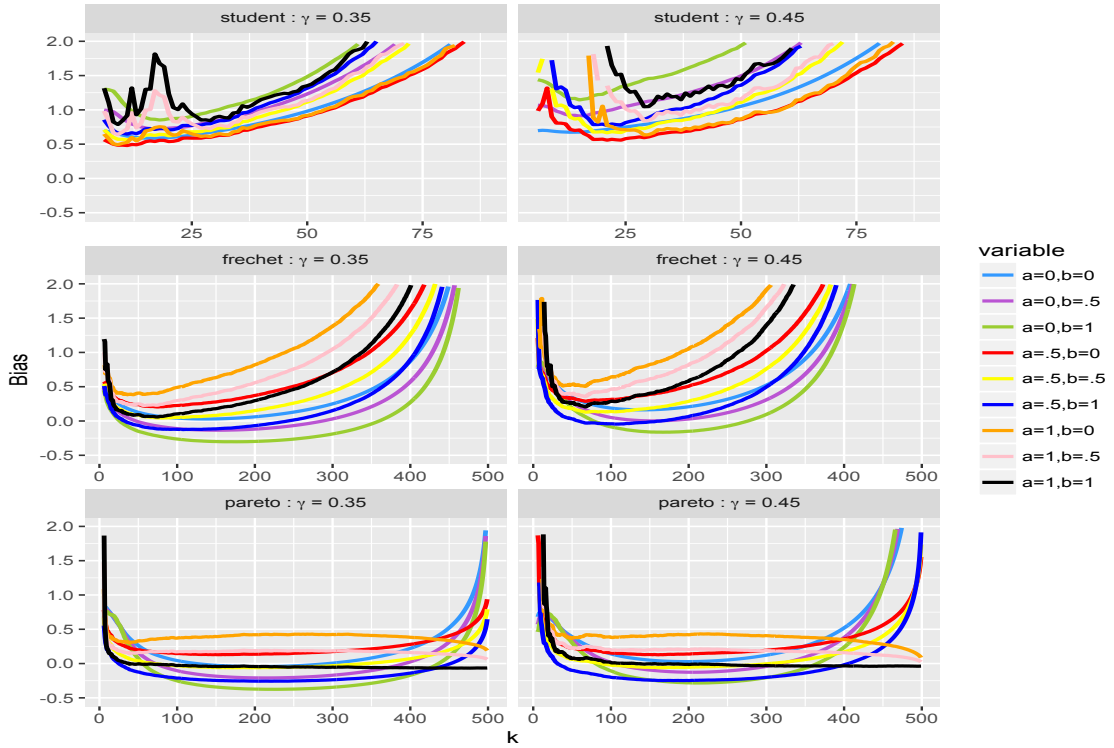 student : γ = 0.35
student : γ = 0.45
2.0
1.5
1.0
0.5
0.0
-0.5
25
50
75
25
50
75
frechet : γ = 0.35
frechet : γ = 0.45
2.0
1.5
1.0
0.5
0.0
-0.5
0
100
200
300
400
500
0
100
200
300
400
500
pareto : γ = 0.35
pareto : γ = 0.45
2.0
1.5
1.0
0.5
0.0
-0.5
0
100
200
300
400
500
0
100
200
300
400
500
Bias
k
variable
a=0,b=0
a=0,b=.5
a=0,b=1
a=.5,b=0
a=.5,b=.5
a=.5,b=1
a=1,b=0
a=1,b=.5
a=1,b=1